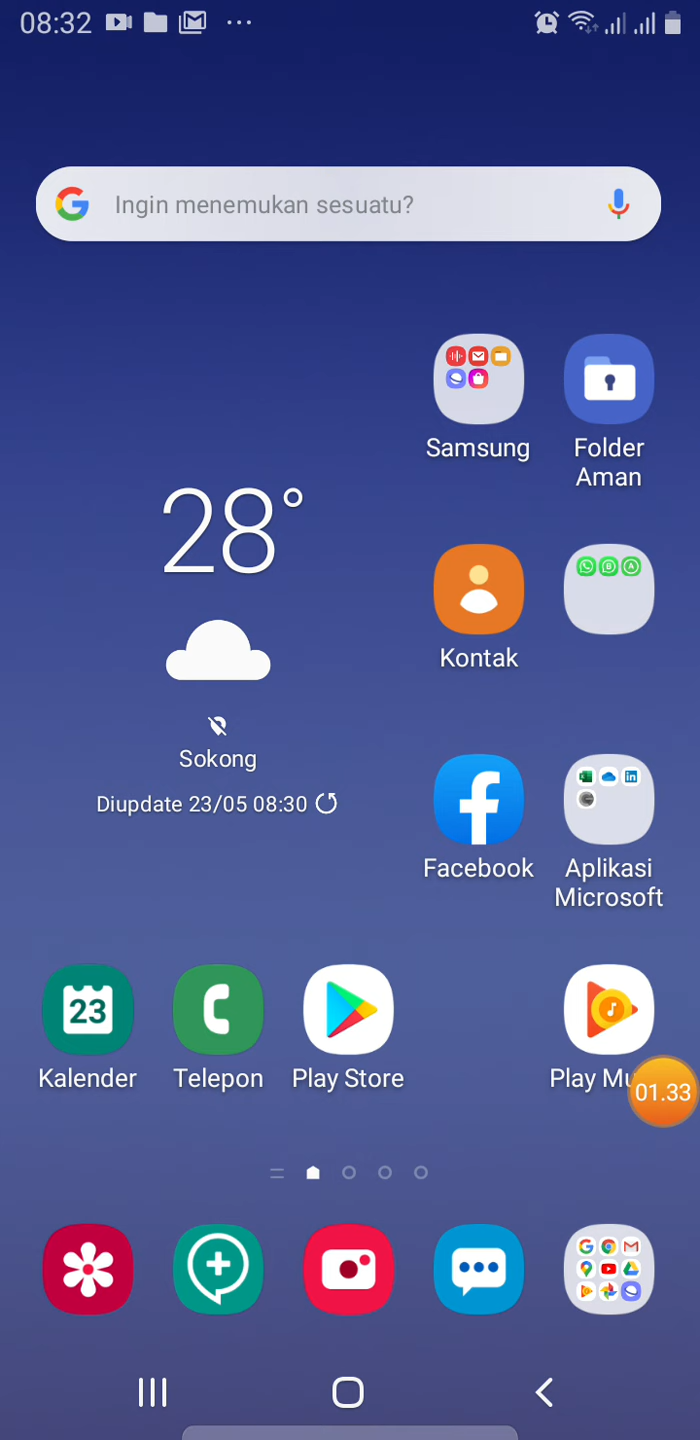 08:32
Ingin menemukan sesuatu?
Samsung
Folder
Aman
28°
Kontak
Sokong
Diupdate 23/05 08:30
Facebook
Aplikasi
Microsoft
23
Kalender
Telepon
Play Store
Play Mu
01.33